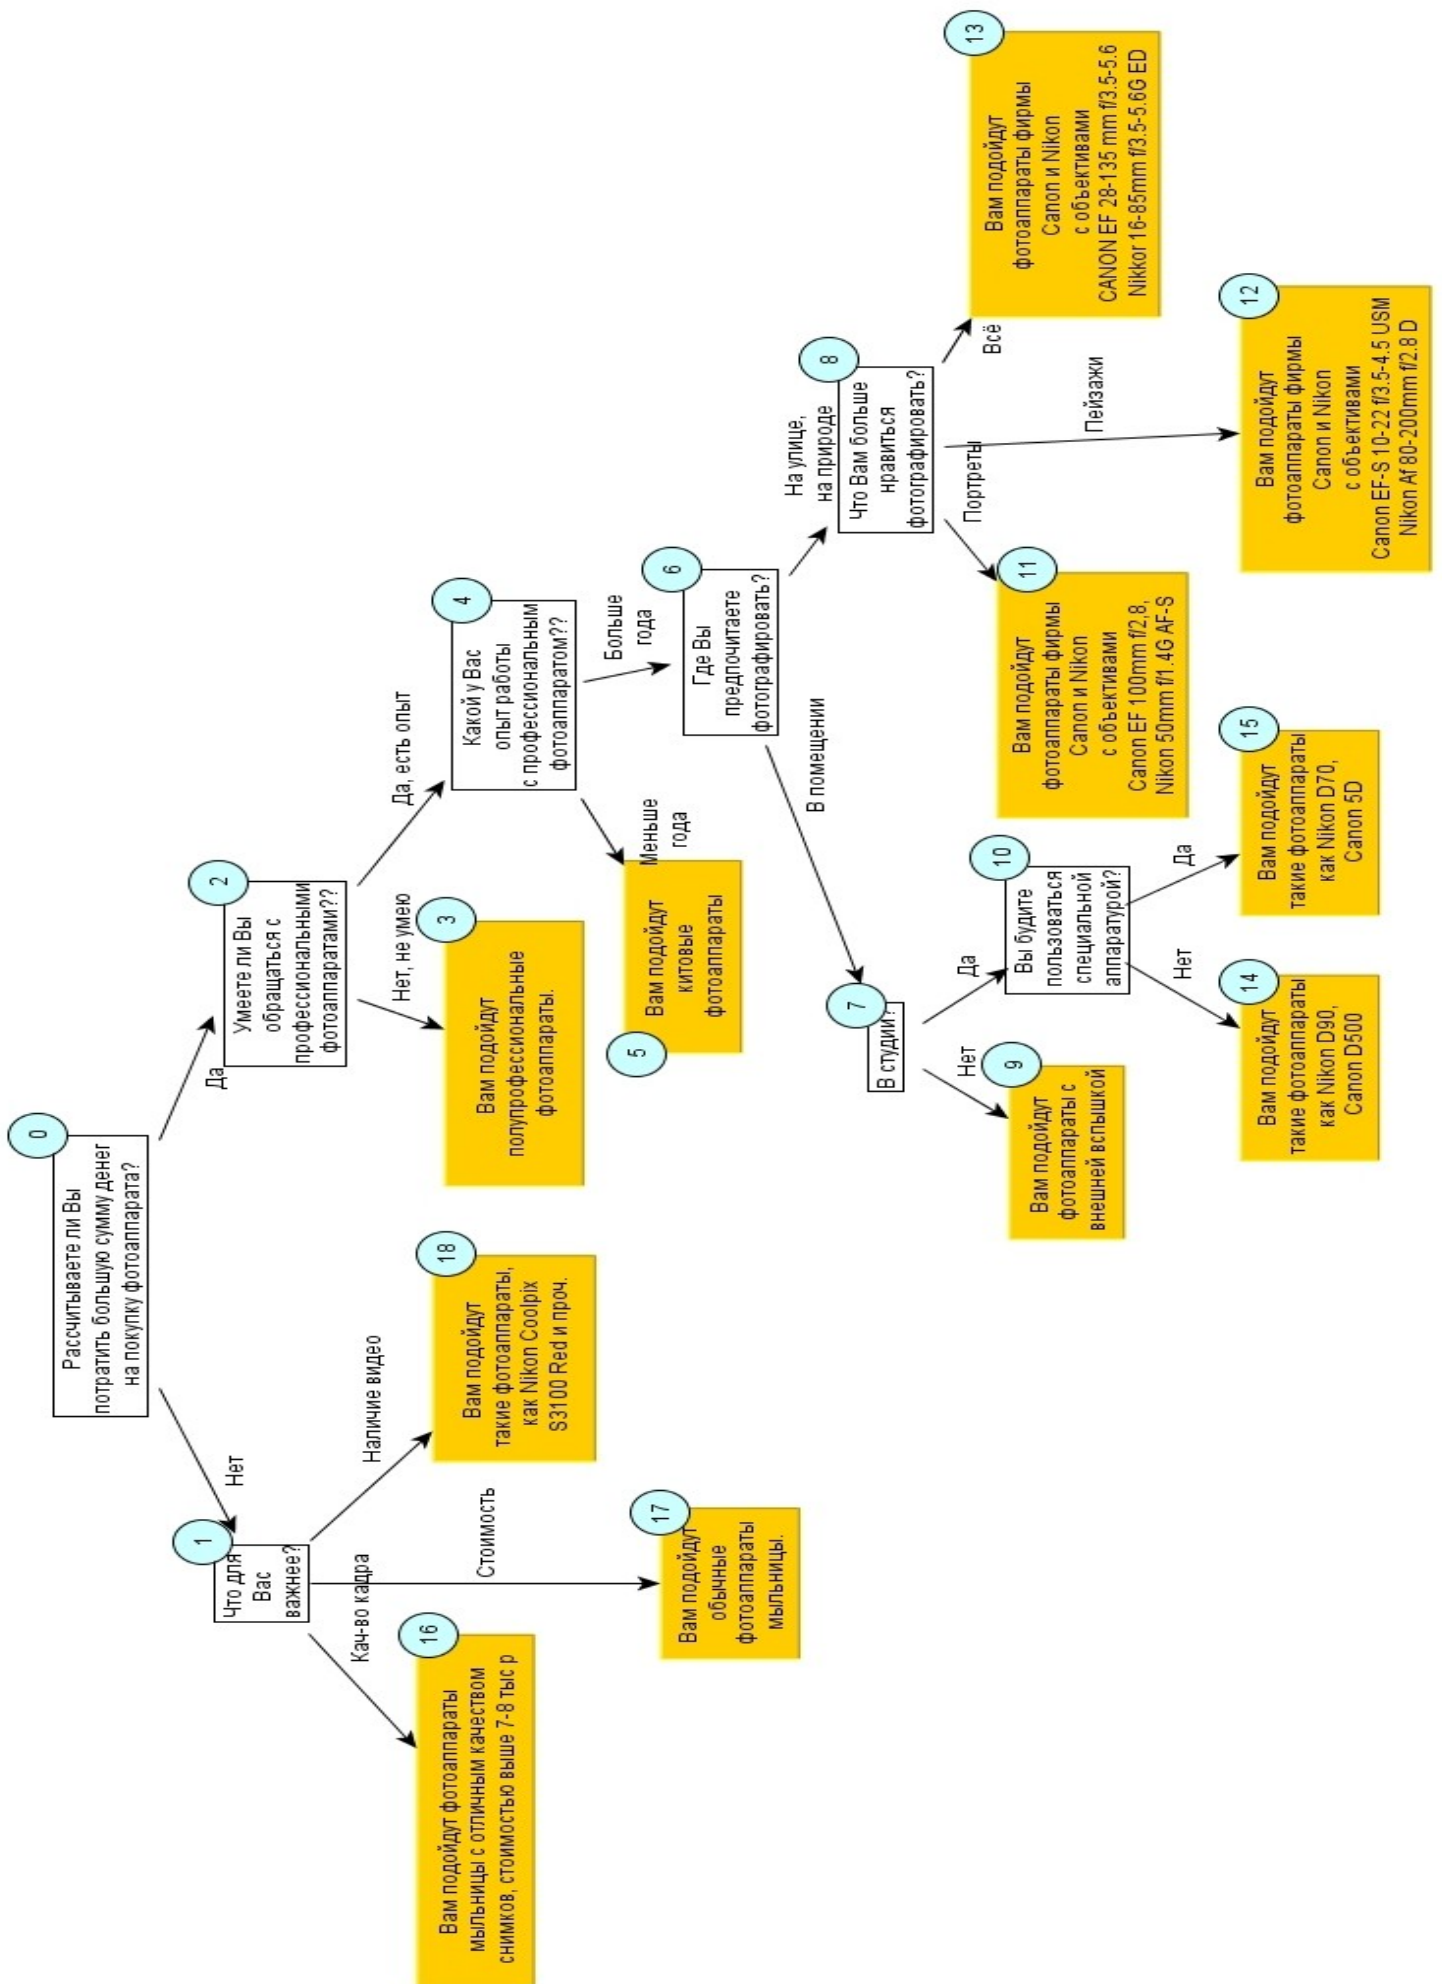 0
Рассчитываете ли Вы
потратить большую сумму денег
на покупку фотоаппарата?
Нет
Да
1
Что для
Вас
важнее?
Кач-во кадра
Стоимость
Наличие видео
16
Вам подойдут фотоаппараты
мыльницы с отличным качеством
снимков, стоимостью выше 7-8 тыс р
17
Вам подойдут
обычные
фотоаппараты
мыльницы.
18
Вам подойдут
такие фотоаппараты,
как Nikon Coolpix
S3100 Red и проч.
2
Умеете ли Вы
обращаться с
профессиональными
фотоаппаратами??
Нет, не умею
Да, есть опыт
3
Вам подойдут
полупрофессиональные
фотоаппараты.
4
Какой у Вас
опыт работы
с профессиональным
фотоаппаратом??
Меньше
года
Больше
года
5
Вам подойдут
китовые
фотоаппараты
6
Где Вы
предпочитаете
фотографировать?
В помещении
На улице,
на природе
7
В студии?
Нет
Да
9
Вам подойдут
фотоаппараты с
внешней вспышкой
10
Вы будите
пользоваться
специальной
аппаратурой?
Нет
Да
14
Вам подойдут
такие фотоаппараты
как Nikon D90,
Canon D500
15
Вам подойдут
такие фотоаппараты
как Nikon D70,
Canon 5D
8
Что Вам больше
нравиться
фотографировать?
Портреты
Пейзажи
Всё
11
Вам подойдут
фотоаппараты фирмы
Canon и Nikon
с объективами
Canon EF 100mm f/2,8,
Nikon 50mm f/1.4G AF-S
12
Вам подойдут
фотоаппараты фирмы
Canon и Nikon
с объективами
Canon EF-S 10-22 f/3.5-4.5 USM
Nikon Af 80-200mm f/2.8 D
13
Вам подойдут
фотоаппараты фирмы
Canon и Nikon
с объективами
CANON EF 28-135 mm f/3.5-5.6
Nikkor 16-85mm f/3.5-5.6G ED